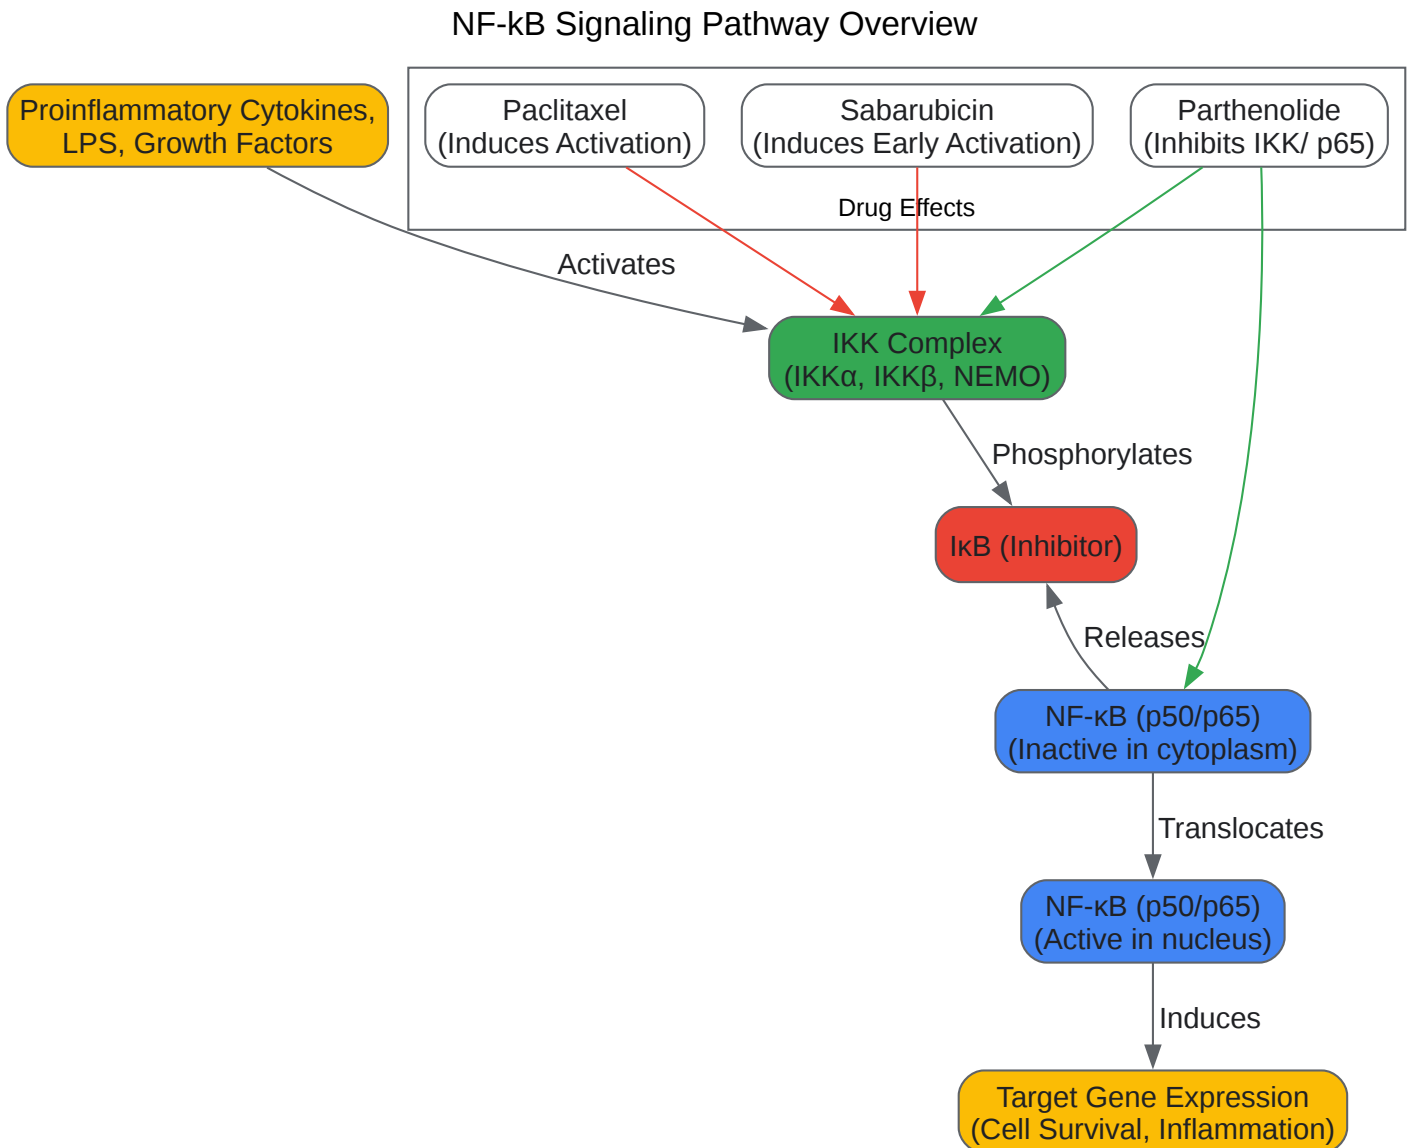 NF-kB Signaling Pathway Overview
Proinflammatory Cytokines,
LPS, Growth Factors
Paclitaxel
(Induces Activation)
Sabarubicin
(Induces Early Activation)
Parthenolide
(Inhibits IKK/ p65)
Drug Effects
Activates
IKK Complex
(IKKα, IKKβ, NEMO)
Phosphorylates
IκB (Inhibitor)
Releases
NF-κB (p50/p65)
(Inactive in cytoplasm)
Translocates
NF-κB (p50/p65)
(Active in nucleus)
Induces
Target Gene Expression
(Cell Survival, Inflammation)